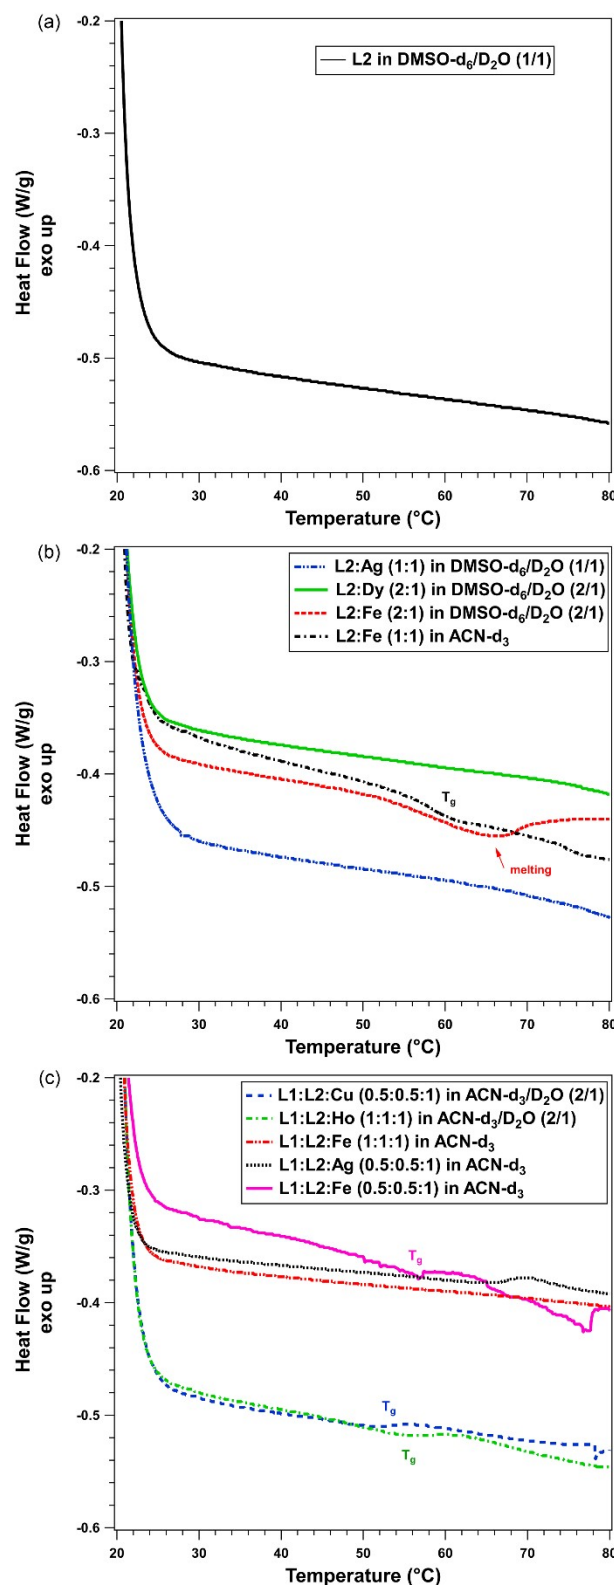 (a)
-0.2
L2 in DMSO-d6/D2O (1/1)
-0.3
-0.4
-0.5
-0.6
Heat Flow (W/g)
exo up
20 30 40 50 60 70 80
Temperature (°C)
(b)
-0.2
L2:Ag (1:1) in DMSO-d6/D2O (1/1)
L2:Dy (2:1) in DMSO-d6/D2O (2/1)
L2:Fe (2:1) in DMSO-d6/D2O (2/1)
L2:Fe (1:1) in ACN-d3
-0.3
-0.4
Tg
melting
-0.5
-0.6
Heat Flow (W/g)
exo up
20 30 40 50 60 70 80
Temperature (°C)
(c)
-0.2
L1:L2:Cu (0.5:0.5:1) in ACN-d3/D2O (2/1)
L1:L2:Ho (1:1:1) in ACN-d3/D2O (2/1)
L1:L2:Fe (1:1:1) in ACN-d3
L1:L2:Ag (0.5:0.5:1) in ACN-d3
L1:L2:Fe (0.5:0.5:1) in ACN-d3
-0.3
Tg
-0.4
Tg
-0.5
Tg
-0.6
Heat Flow (W/g)
exo up
20 30 40 50 60 70 80
Temperature (°C)